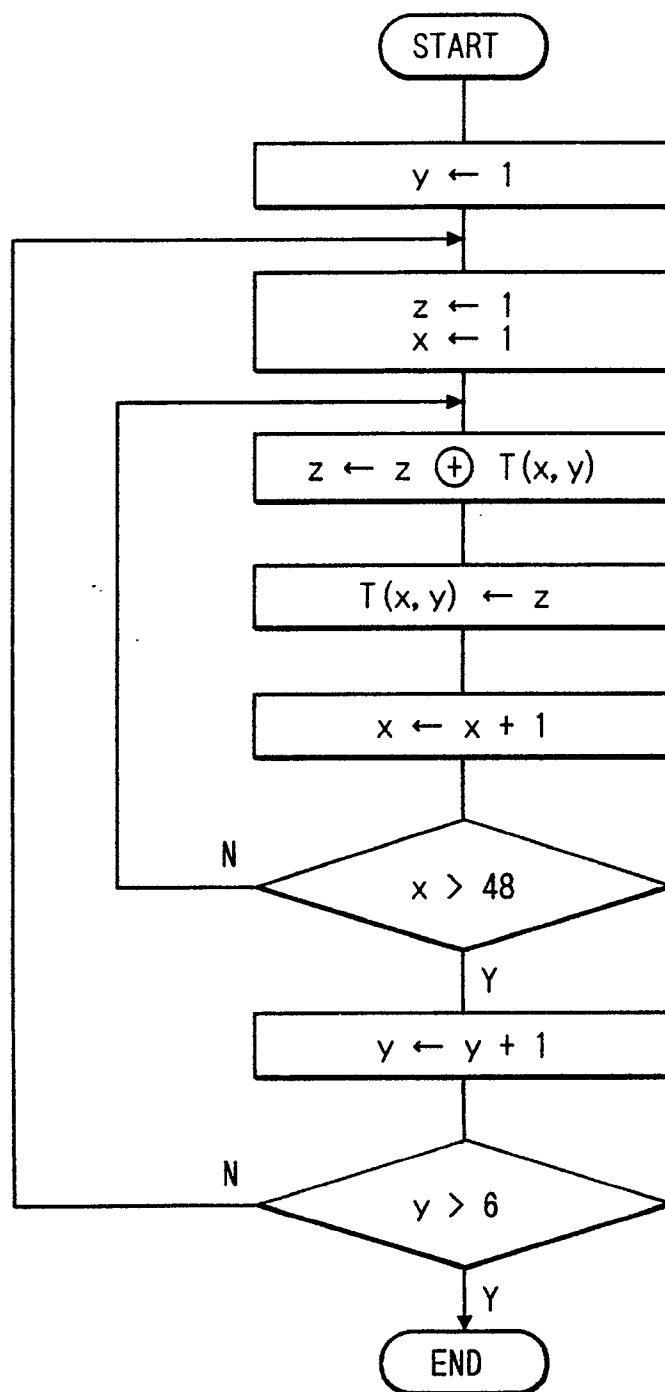 START
y ← 1
z ← 1
x ← 1
z ← z ⊕ T(x, y)
T(x, y) ← z
x ← x + 1
N
x > 48
Y
y ← y + 1
N
y > 6
Y
END